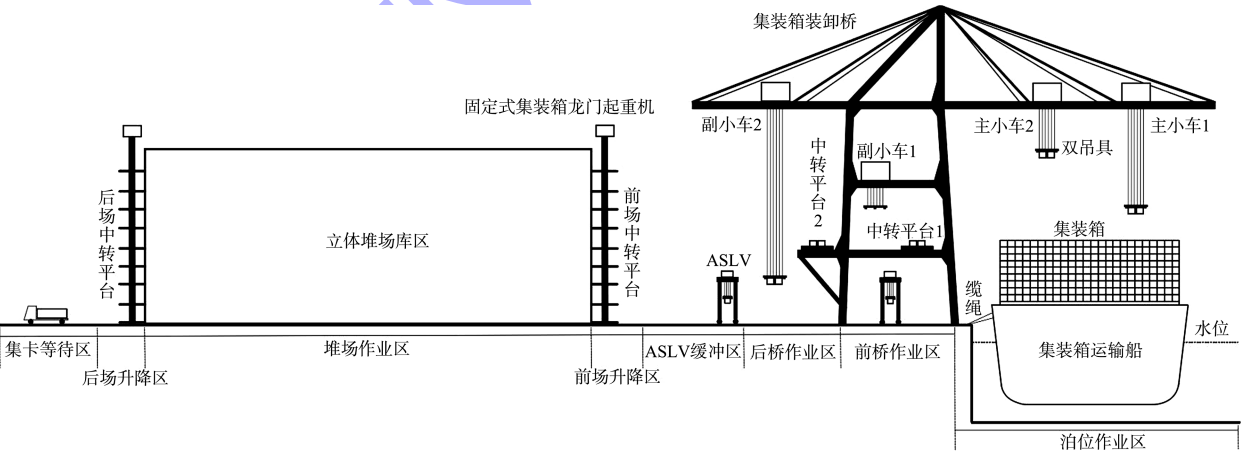 集装箱装卸桥
固定式集装箱龙门起重机
副小车2
主小车2
主小车1
双吊具
中转平台2
副小车1
后场中转平台
前场中转平台
立体堆场库区
中转平台1
集装箱
ASLV
缆绳
水位
集卡等待区
堆场作业区
ASLV缓冲区
后桥作业区
前桥作业区
集装箱运输船
后场升降区
前场升降区
泊位作业区